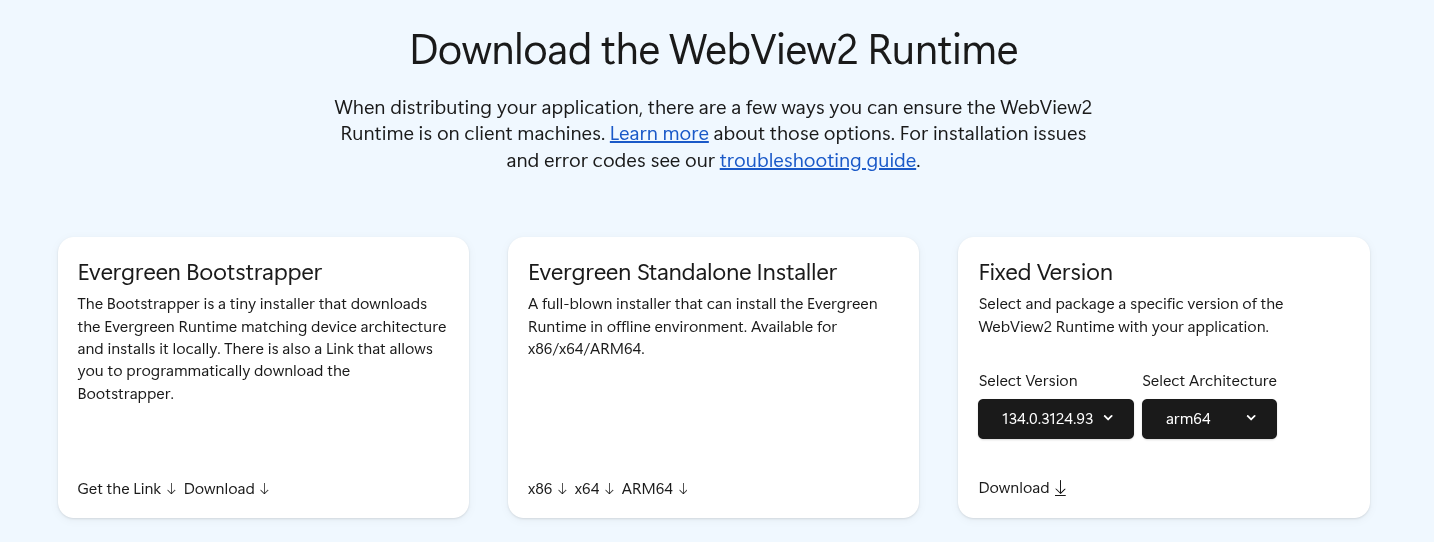 Download the WebView2 Runtime
When distributing your application, there are a few ways you can ensure the WebView2
Runtime is on client machines. Learn more about those options. For installation issues
and error codes see our troubleshooting guide.
Evergreen Bootstrapper
The Bootstrapper is a tiny installer that downloads
the Evergreen Runtime matching device architecture
and installs it locally. There is also a Link that allows
you to programmatically download the
Bootstrapper.
Get the Link ↓ Download ↓
Evergreen Standalone Installer
A full-blown installer that can install the Evergreen
Runtime in offline environment. Available for
x86/x64/ARM64.
x86 ↓ x64 ↓ ARM64 ↓
Fixed Version
Select and package a specific version of the
WebView2 Runtime with your application.
Select Version Select Architecture
134.0.3124.93 arm64
Download